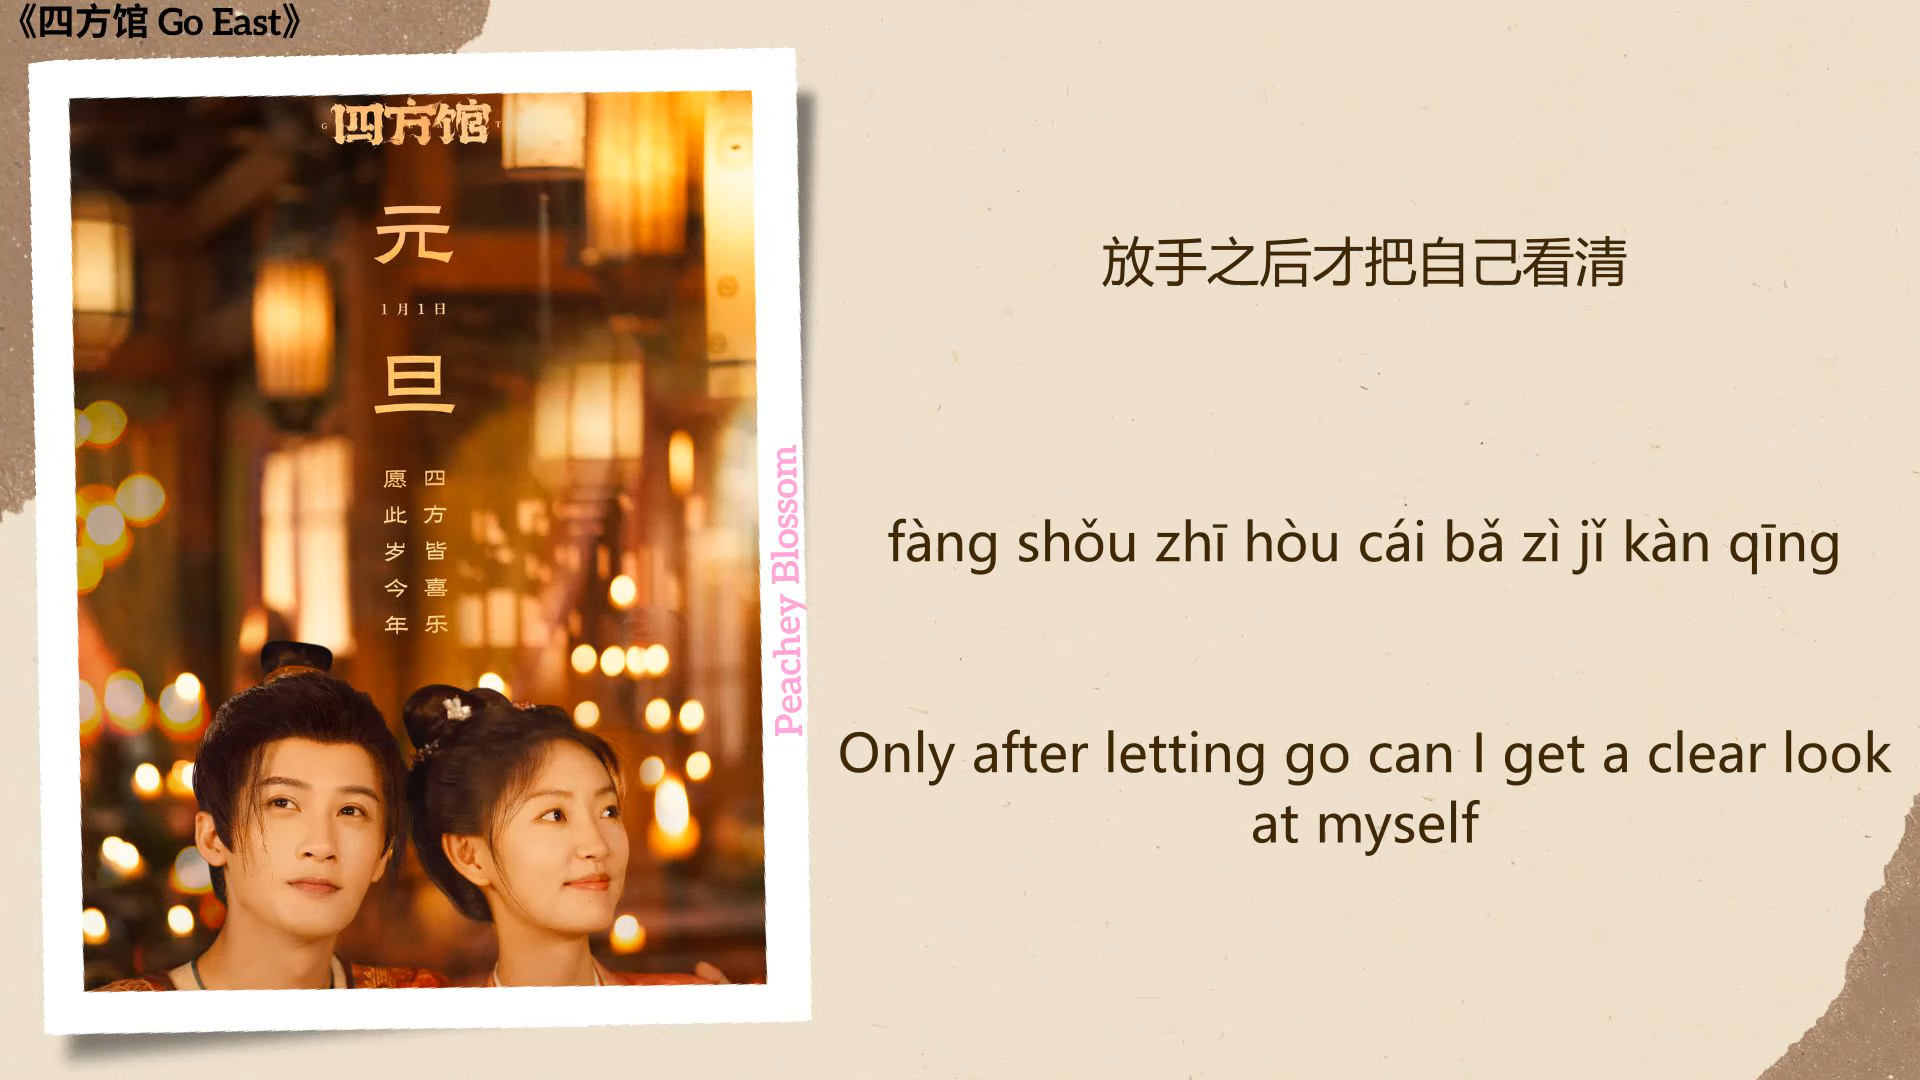 《四方馆 Go East》
G 四方馆 T
元
1月1日
旦
四方皆喜乐
愿此岁今年
Peachey Blossom
放手之后才把自己看清
fàng shǒu zhī hòu cái bǎ zì jǐ kàn qīng
Only after letting go can I get a clear look
at myself